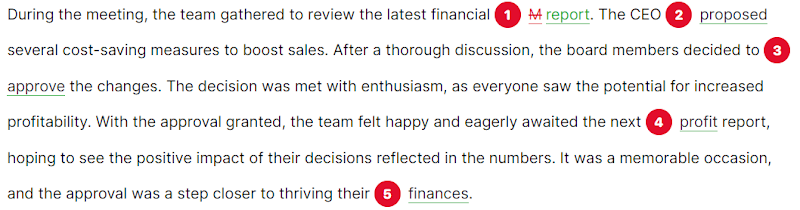 During the meeting, the team gathered to review the latest financial 1 M report. The CEO 2 proposed
several cost-saving measures to boost sales. After a thorough discussion, the board members decided to 3
approve the changes. The decision was met with enthusiasm, as everyone saw the potential for increased
profitability. With the approval granted, the team felt happy and eagerly awaited the next 4 profit report,
hoping to see the positive impact of their decisions reflected in the numbers. It was a memorable occasion,
and the approval was a step closer to thriving their 5 finances.